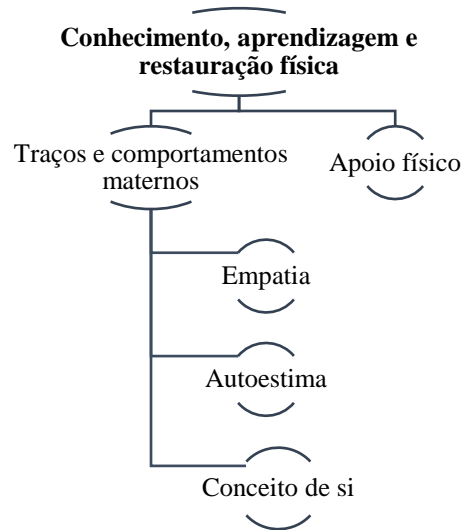 Conhecimento, aprendizagem e
restauração física
Traços e comportamentos
maternos
Apoio físico
Empatia
Autoestima
Conceito de si